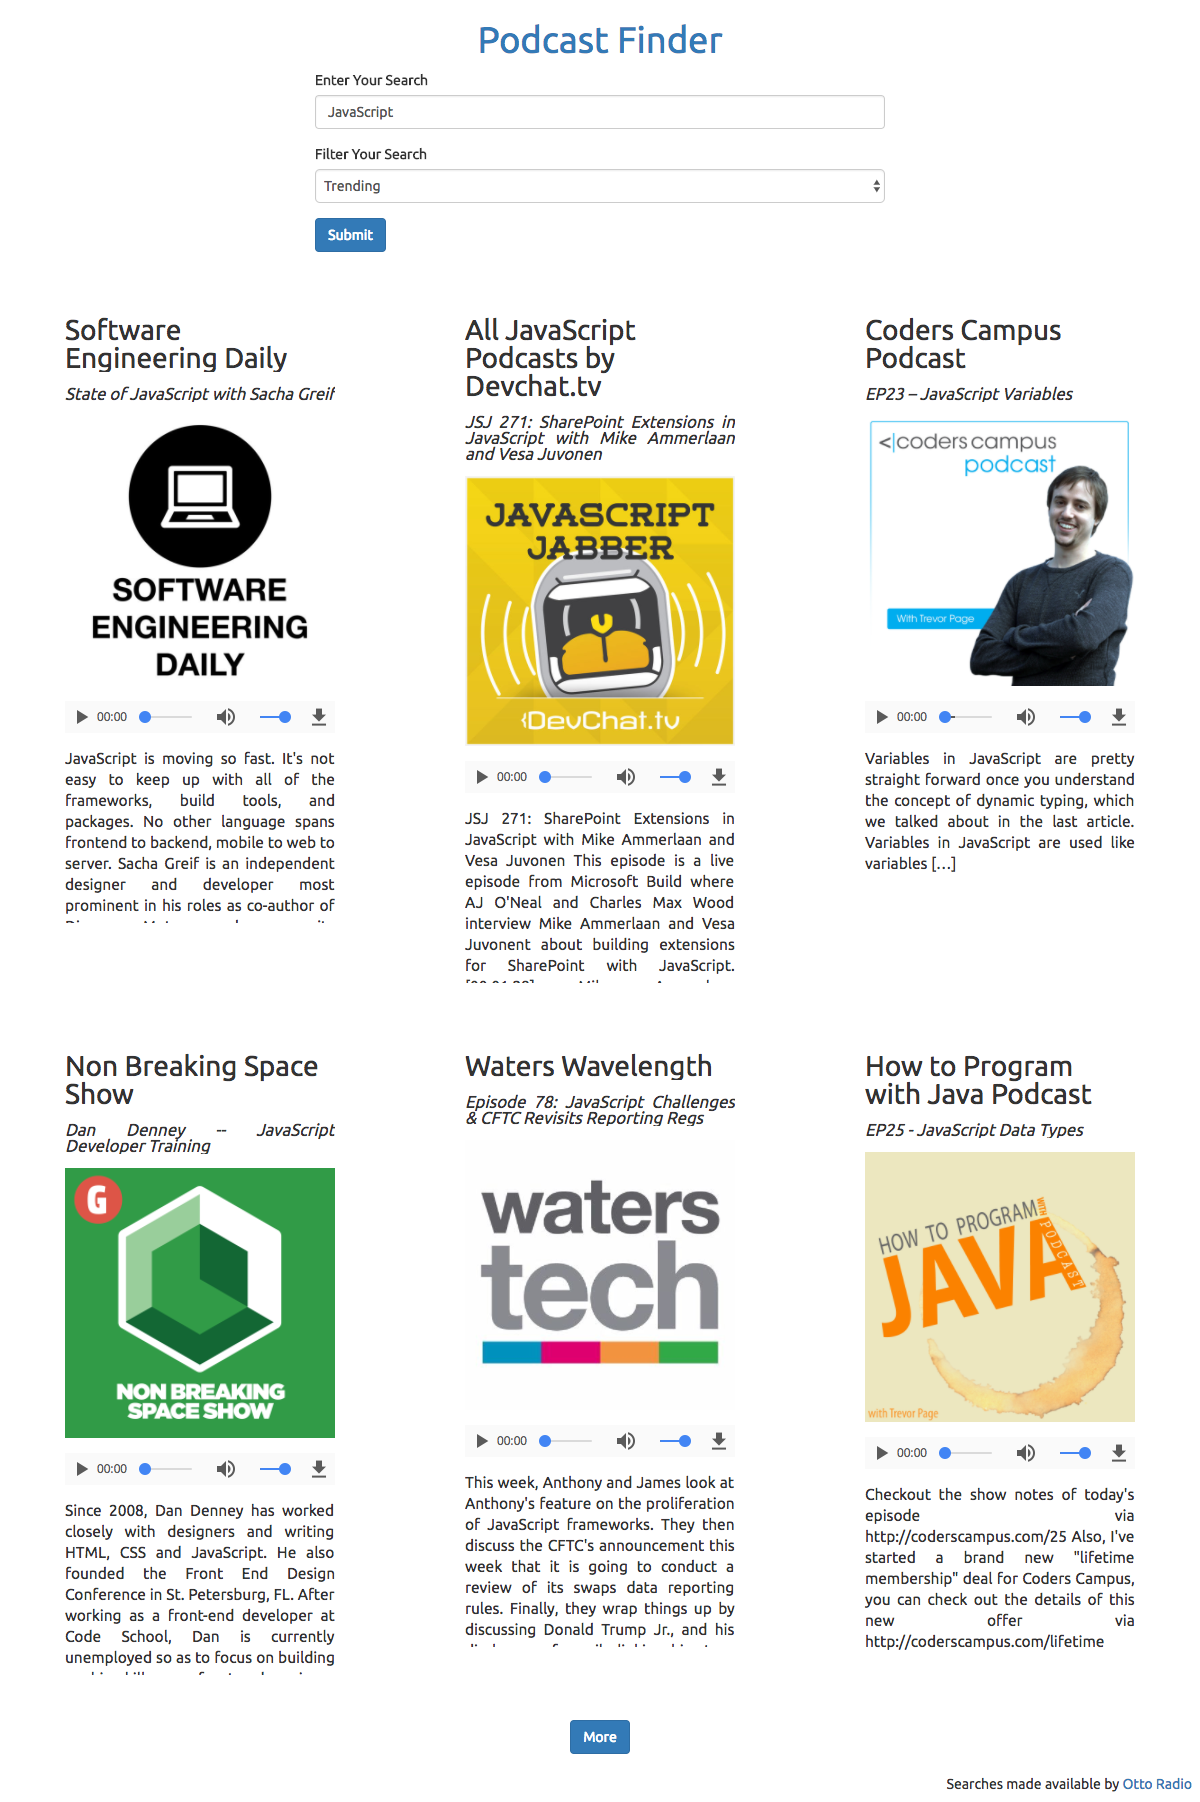 Podcast Finder
Enter Your Search
JavaScript
Filter Your Search
Trending
Submit
Software
Engineering Daily
State of JavaScript with Sacha Greif
SOFTWARE
ENGINEERING
DAILY
00:00
JavaScript is moving so fast. It's not
easy to keep up with all of the
frameworks, build tools, and
packages. No other language spans
frontend to backend, mobile to web to
server. Sacha Greif is an independent
designer and developer most
prominent in his roles as co-author of
All JavaScript
Podcasts by
Devchat.tv
JSJ 271: SharePoint Extensions in
JavaScript with Mike Ammerlaan
and Vesa Juvonen
JAVASCRIPT
JABBER
{DevChat.tv
00:00
JSJ 271: SharePoint Extensions in
JavaScript with Mike Ammerlaan and
Vesa Juvonen This episode is a live
episode from Microsoft Build where
AJ O'Neal and Charles Max Wood
interview Mike Ammerlaan and Vesa
Juvonent about building extensions
for SharePoint with JavaScript.
Coders Campus
Podcast
EP23 – JavaScript Variables
<|coders campus
podcast
With Trevor Page
00:00
Variables in JavaScript are pretty
straight forward once you understand
the concept of dynamic typing, which
we talked about in the last article.
Variables in JavaScript are used like
variables […]
Non Breaking Space
Show
Dan Denney -- JavaScript
Developer Training
G
NON BREAKING
SPACE SHOW
00:00
Since 2008, Dan Denney has worked
closely with designers and writing
HTML, CSS and JavaScript. He also
founded the Front End Design
Conference in St. Petersburg, FL. After
working as a front-end developer at
Code School, Dan is currently
unemployed so as to focus on building
Waters Wavelength
Episode 78: JavaScript Challenges
& CFTC Revisits Reporting Regs
waters
tech
00:00
This week, Anthony and James look at
Anthony's feature on the proliferation
of JavaScript frameworks. They then
discuss the CFTC's announcement this
week that it is going to conduct a
review of its swaps data reporting
rules. Finally, they wrap things up by
discussing Donald Trump Jr., and his
How to Program
with Java Podcast
EP25 - JavaScript Data Types
HOW TO PROGRAM
WITH
JAVA
PODCAST
with Trevor Page
00:00
Checkout the show notes of today's
episode via
http://coderscampus.com/25 Also, I've
started a brand new "lifetime
membership" deal for Coders Campus,
you can check out the details of this
new offer via
http://coderscampus.com/lifetime
More
Searches made available by Otto Radio